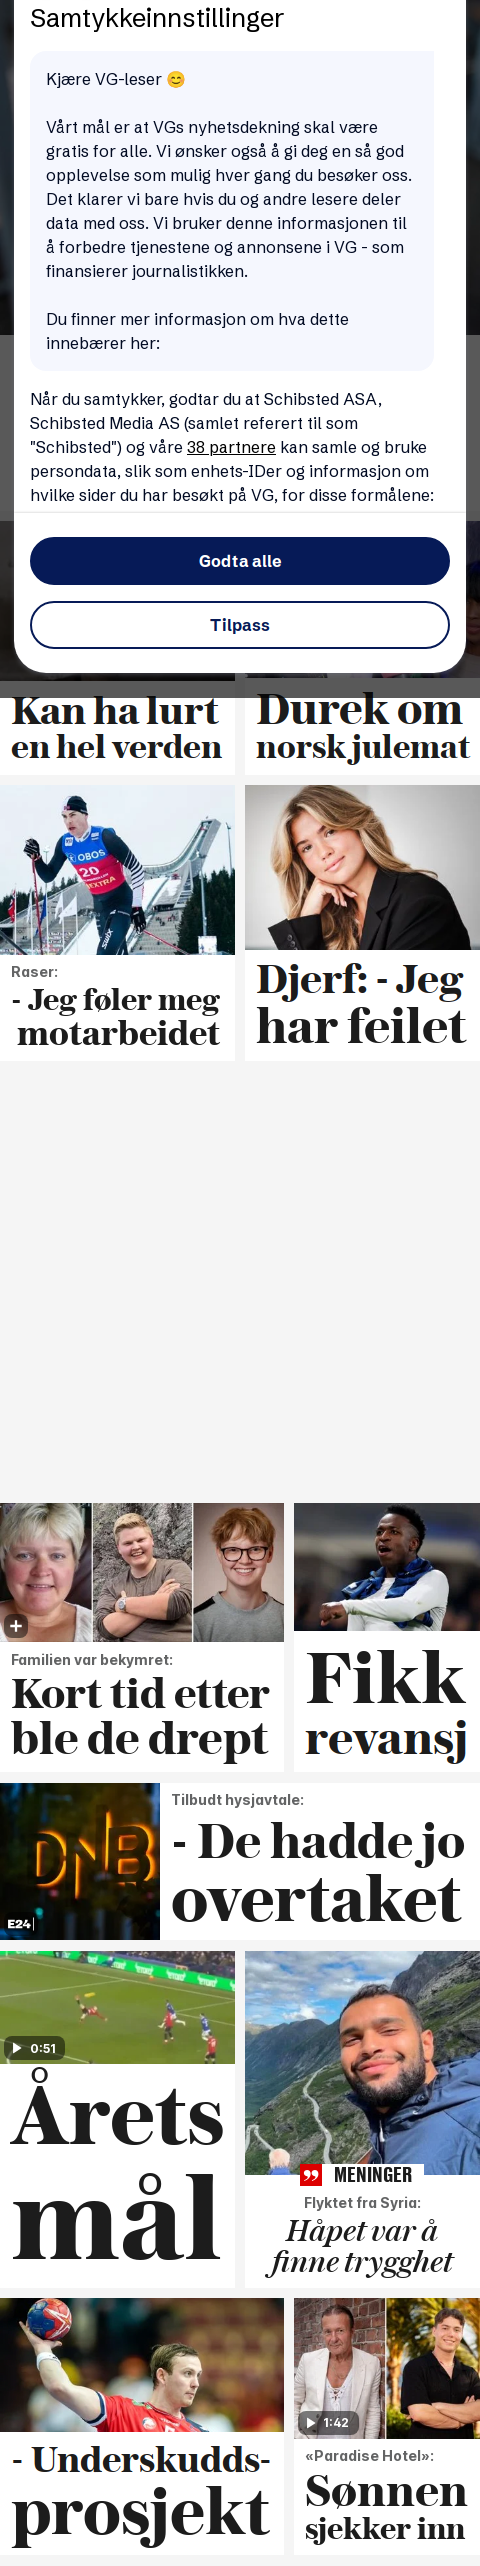 Samtykkeinnstillinger
Kjære VG-leser 😊
Vårt mål er at VGs nyhetsdekning skal være
gratis for alle. Vi ønsker også å gi deg en så god
opplevelse som mulig hver gang du besøker oss.
Det klarer vi bare hvis du og andre lesere deler
data med oss. Vi bruker denne informasjonen til
å forbedre tjenestene og annonsene i VG - som
finansierer journalistikken.
Du finner mer informasjon om hva dette
innebærer her:
Når du samtykker, godtar du at Schibsted ASA,
Schibsted Media AS (samlet referert til som
"Schibsted") og våre 38 partnere kan samle og bruke
persondata, slik som enhets-IDer og informasjon om
hvilke sider du har besøkt på VG, for disse formålene:
Godta alle
Tilpass
Kan ha lurt
en hel verden
Durek om
norsk julemat
OBOS
20
EXTRA
swix
Raser:
- Jeg føler meg
motarbeidet
Djerf: - Jeg
har feilet
Familien var bekymret:
Kort tid etter
ble de drept
Fikk
revansj
DNB
E24
Tilbudt hysjavtale:
- De hadde jo
overtaket
0:51
Årets
mål
MENINGER
Flyktet fra Syria:
Håpet var å
finne trygghet
- Underskudds-
prosjekt
1:42
«Paradise Hotel»:
Sønnen
sjekker inn